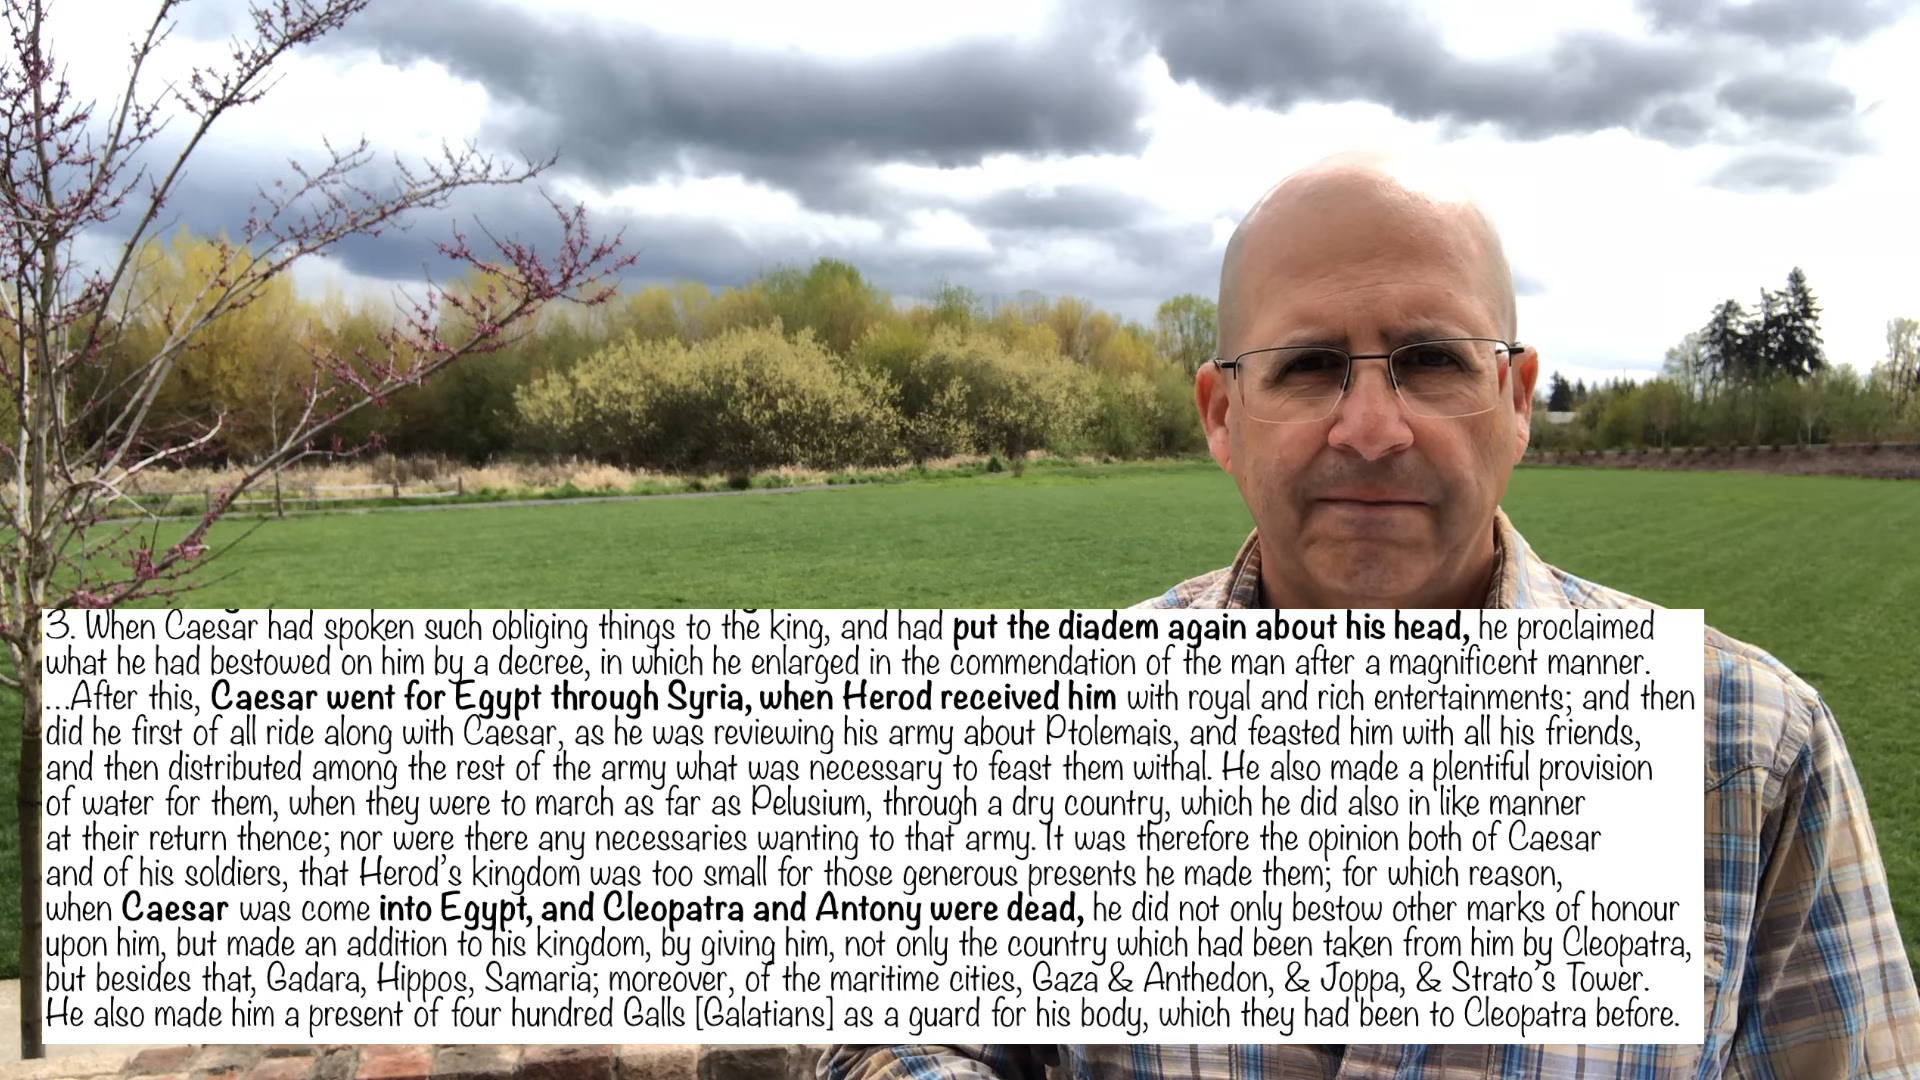 3. When Caesar had spoken such obliging things to the king, and had put the diadem again about his head, he proclaimed
what he had bestowed on him by a decree, in which he enlarged in the commendation of the man after a magnificent manner.
...After this, Caesar went for Egypt through Syria, when Herod received him with royal and rich entertainments; and then
did he first of all ride along with Caesar, as he was reviewing his army about Ptolemais, and feasted him with all his friends,
and then distributed among the rest of the army what was necessary to feast them withal. He also made a plentiful provision
of water for them, when they were to march as far as Pelusium, through a dry country, which he did also in like manner
at their return thence; nor were there any necessaries wanting to that army. It was therefore the opinion both of Caesar
and of his soldiers, that Herod's kingdom was too small for those generous presents he made them; for which reason,
when Caesar was come into Egypt, and Cleopatra and Antony were dead, he did not only bestow other marks of honour
upon him, but made an addition to his kingdom, by giving him, not only the country which had been taken from him by Cleopatra,
but besides that, Gadara, Hippos, Samaria; moreover, of the maritime cities, Gaza & Anthedon, & Joppa, & Strato's Tower.
He also made him a present of four hundred Galls [Galatians] as a guard for his body, which they had been to Cleopatra before.